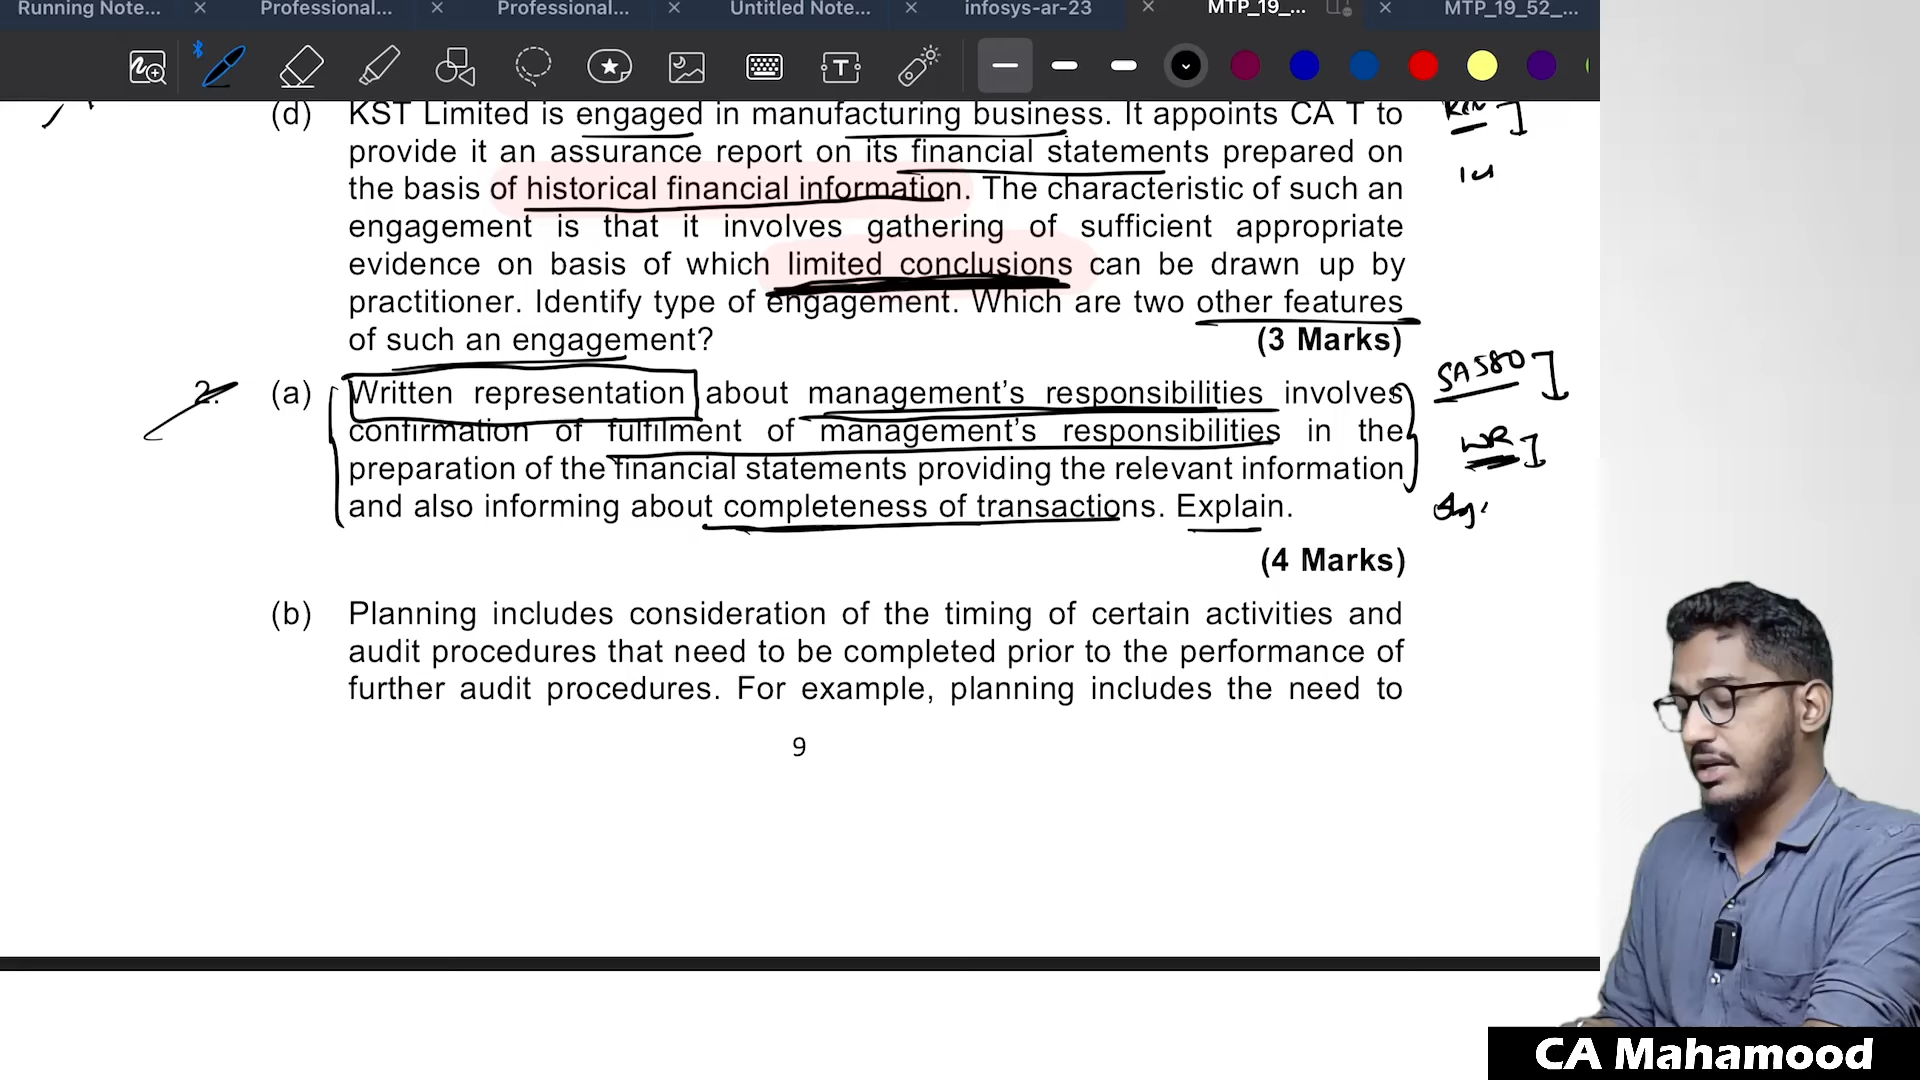 Running Note...
Professional...
Professional...
Untitled Note...
infosys-ar-23
MTP_19_...
MTP_19_52_...
(d) KST Limited is engaged in manufacturing business. It appoints CA T to
provide it an assurance report on its financial statements prepared on
the basis of historical financial information. The characteristic of such an
engagement is that it involves gathering of sufficient appropriate
evidence on basis of which limited conclusions can be drawn up by
practitioner. Identify type of engagement. Which are two other features
of such an engagement? (3 Marks)
2. (a) Written representation about management's responsibilities involves
confirmation of fulfilment of management's responsibilities in the
preparation of the financial statements providing the relevant information
and also informing about completeness of transactions. Explain.
(4 Marks)
SA580
WR
(b) Planning includes consideration of the timing of certain activities and
audit procedures that need to be completed prior to the performance of
further audit procedures. For example, planning includes the need to
9
CA Mahamood